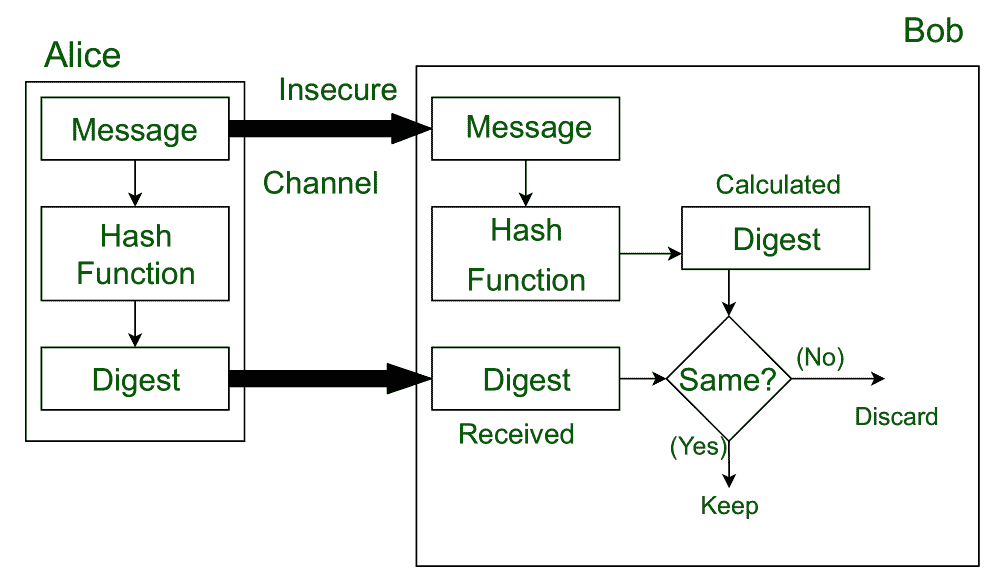 Bob
Alice
Insecure
Message
Message
Channel
Calculated
Hash
Function
Hash
Function
Digest
Digest
Digest
Same?
(No)
Received
Discard
(Yes)
Keep